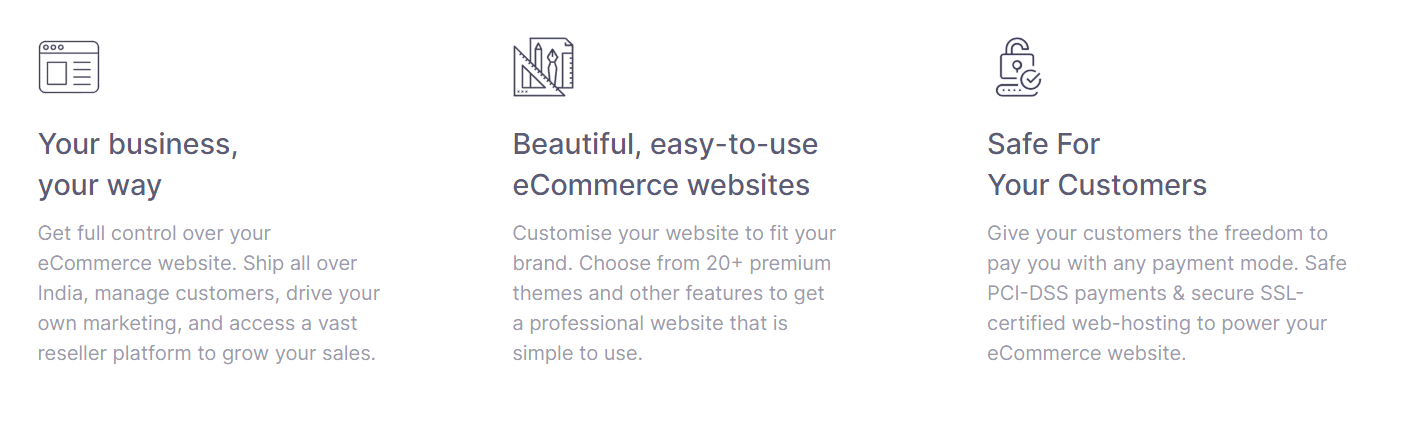 Your business,
your way
Get full control over your
eCommerce website. Ship all over
India, manage customers, drive your
own marketing, and access a vast
reseller platform to grow your sales.
Beautiful, easy-to-use
eCommerce websites
Customise your website to fit your
brand. Choose from 20+ premium
themes and other features to get
a professional website that is
simple to use.
Safe For
Your Customers
Give your customers the freedom to
pay you with any payment mode. Safe
PCI-DSS payments & secure SSL-
certified web-hosting to power your
eCommerce website.